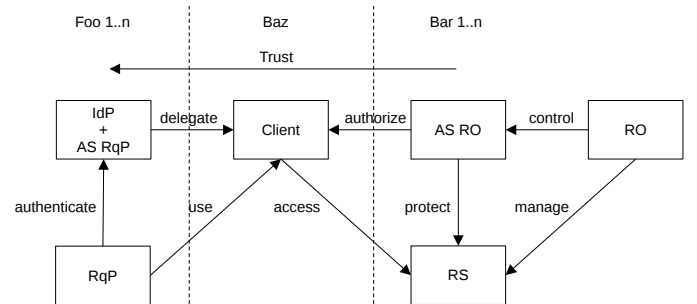 Foo 1..n
Baz
Bar 1..n
Trust
IdP
+
AS RqP
delegate
Client
authorize
AS RO
control
RO
authenticate
use
access
protect
manage
RqP
RS